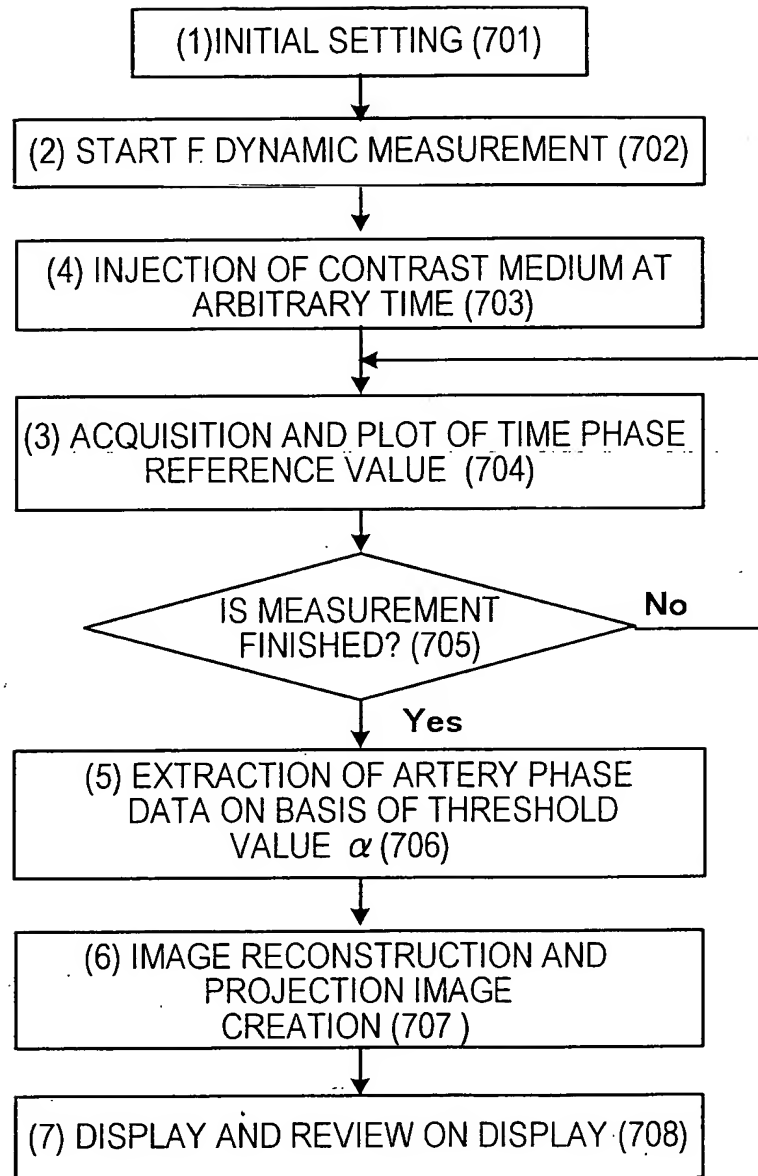 (1)INITIAL SETTING (701)
(2) START F. DYNAMIC MEASUREMENT (702)
(4) INJECTION OF CONTRAST MEDIUM AT
ARBITRARY TIME (703)
(3) ACQUISITION AND PLOT OF TIME PHASE
REFERENCE VALUE (704)
IS MEASUREMENT
FINISHED? (705)
No
Yes
(5) EXTRACTION OF ARTERY PHASE
DATA ON BASIS OF THRESHOLD
VALUE α (706)
(6) IMAGE RECONSTRUCTION AND
PROJECTION IMAGE
CREATION (707 )
(7) DISPLAY AND REVIEW ON DISPLAY (708)